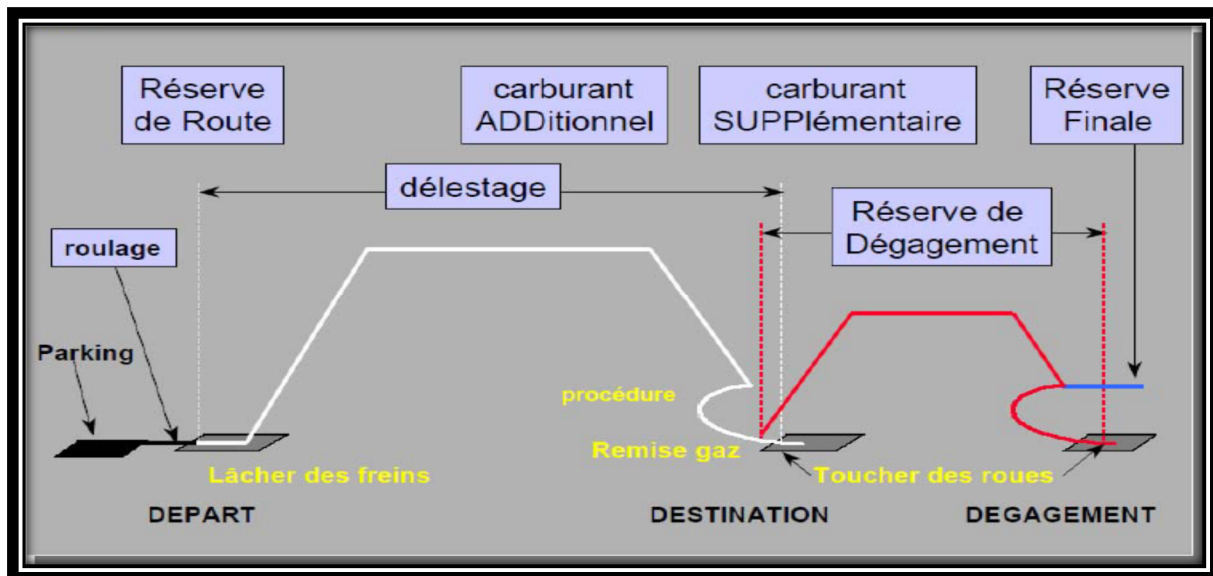 Réserve
de Route
carburant
ADDitionnel
carburant
SUPPlémentaire
Réserve
Finale
délestage
Réserve de
Dégagement
roulage
Parking
procédure
Remise gaz
Lâcher des freins
Toucher des roues
DEPART
DESTINATION
DEGAGEMENT